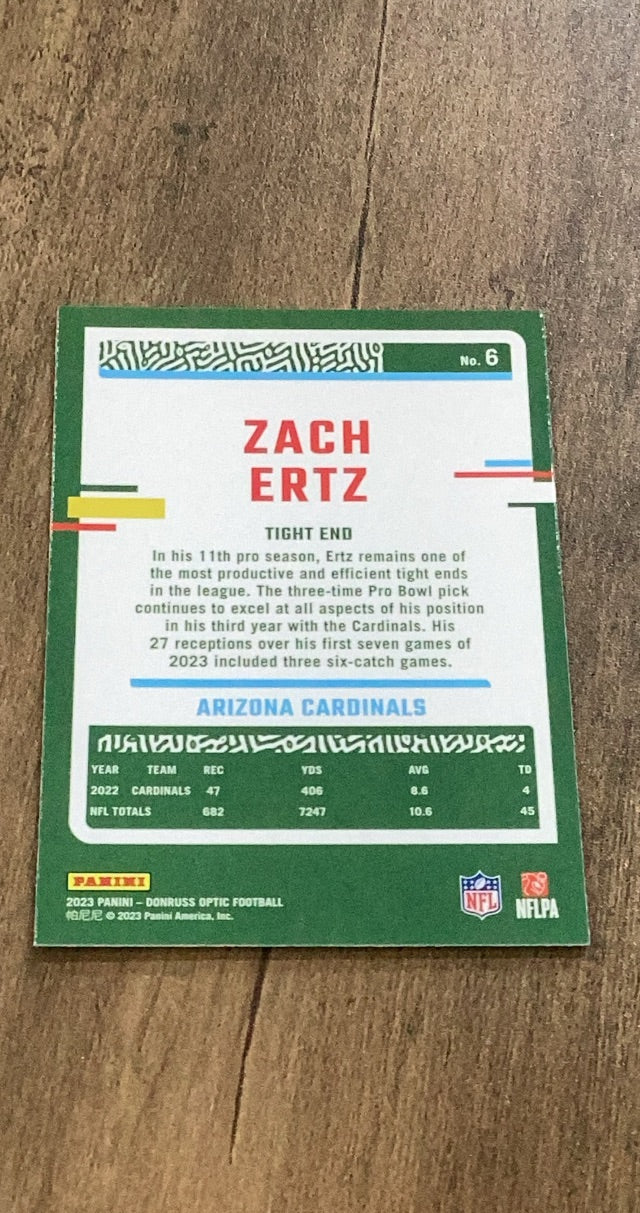 No. 6
ZACH
ERTZ
TIGHT END
In his 11th pro season, Ertz remains one of
the most productive and efficient tight ends
in the league. The three-time Pro Bowl pick
continues to excel at all aspects of his position
in his third year with the Cardinals. His
27 receptions over his first seven games of
2023 included three six-catch games.
ARIZONA CARDINALS
YEAR TEAM REC YDS AVG TD
2022 CARDINALS 47 406 8.6 4
NFL TOTALS 682 7247 10.6 45
PANINI
2023 PANINI – DONRUSS OPTIC FOOTBALL
帕尼尼 © 2023 Panini America, Inc.
NFL
NFLPA